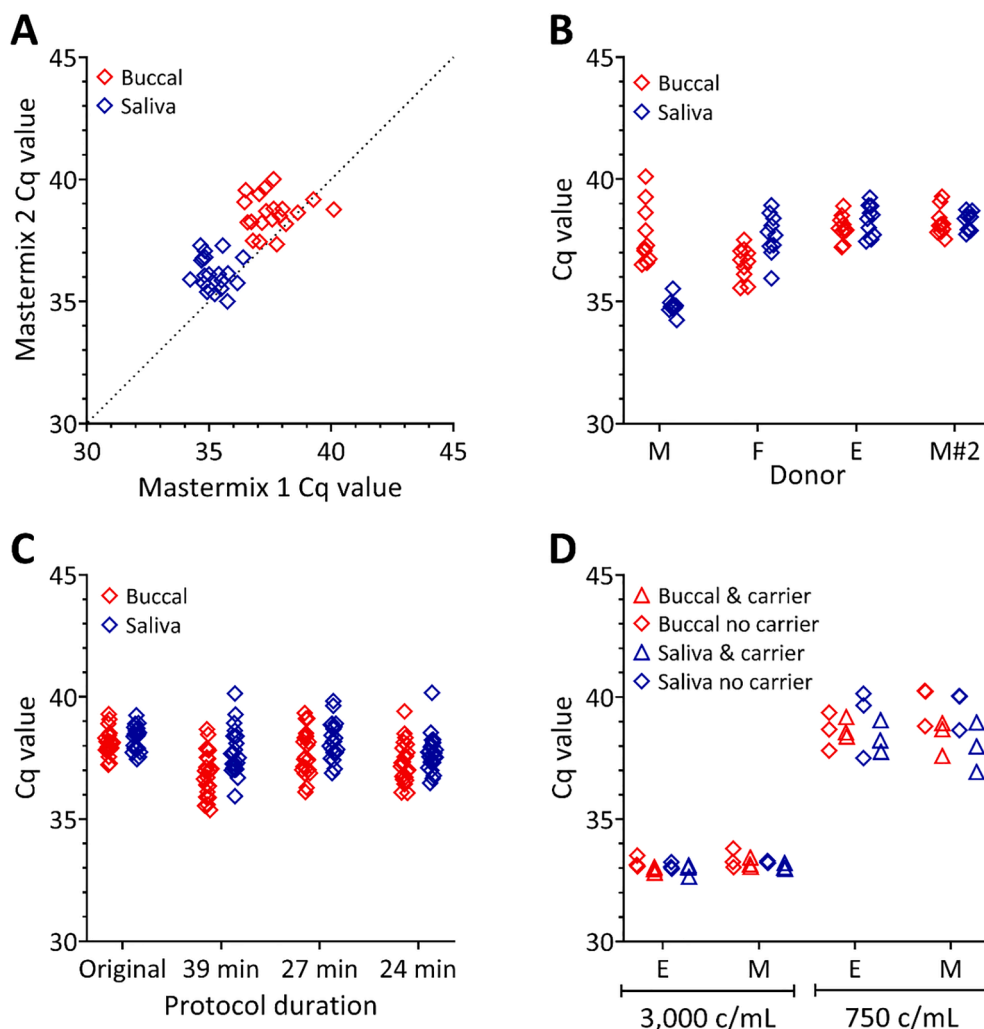 A
Mastermix 2 Cq value
45
40
35
30
Buccal
Saliva
30 35 40 45
Mastermix 1 Cq value
B
Cq value
45
40
35
30
Buccal
Saliva
M F E M#2
Donor
C
Cq value
45
40
35
30
Buccal
Saliva
Original 39 min 27 min 24 min
Protocol duration
D
Cq value
45
40
35
30
Buccal & carrier
Buccal no carrier
Saliva & carrier
Saliva no carrier
E M E M
3,000 c/mL 750 c/mL